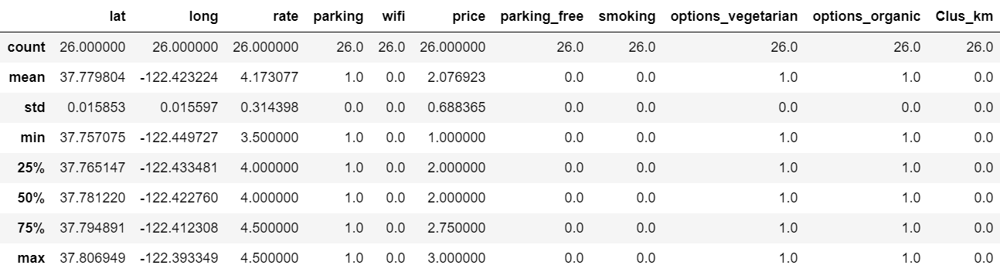 lat long rate parking wifi price parking_free smoking options_vegetarian options_organic Clus_km
count 26.000000 26.000000 26.000000 26.0 26.0 26.000000 26.0 26.0 26.0 26.0 26.0
mean 37.779804 -122.423224 4.173077 1.0 0.0 2.076923 0.0 0.0 1.0 1.0 0.0
std 0.015853 0.015597 0.314398 0.0 0.0 0.688365 0.0 0.0 0.0 0.0 0.0
min 37.757075 -122.449727 3.500000 1.0 0.0 1.000000 0.0 0.0 1.0 1.0 0.0
25% 37.765147 -122.433481 4.000000 1.0 0.0 2.000000 0.0 0.0 1.0 1.0 0.0
50% 37.781220 -122.422760 4.000000 1.0 0.0 2.000000 0.0 0.0 1.0 1.0 0.0
75% 37.794891 -122.412308 4.500000 1.0 0.0 2.750000 0.0 0.0 1.0 1.0 0.0
max 37.806949 -122.393349 4.500000 1.0 0.0 3.000000 0.0 0.0 1.0 1.0 0.0